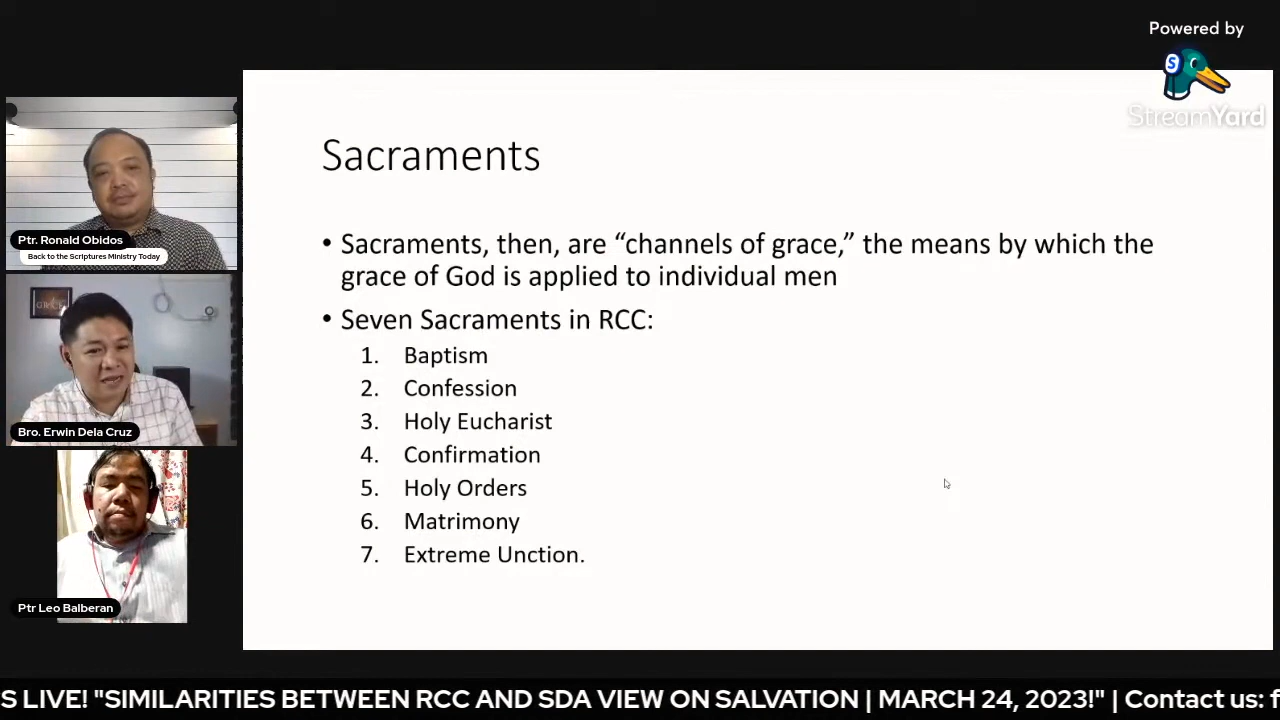 Powered by
StreamYard
Sacraments
• Sacraments, then, are “channels of grace,” the means by which the
grace of God is applied to individual men
• Seven Sacraments in RCC:
1. Baptism
2. Confession
3. Holy Eucharist
4. Confirmation
5. Holy Orders
6. Matrimony
7. Extreme Unction.
Ptr. Ronald Obidos
Back to the Scriptures Ministry Today
Bro. Erwin Dela Cruz
Ptr Leo Balberan
S LIVE! "SIMILARITIES BETWEEN RCC AND SDA VIEW ON SALVATION | MARCH 24, 2023!" | Contact us: f